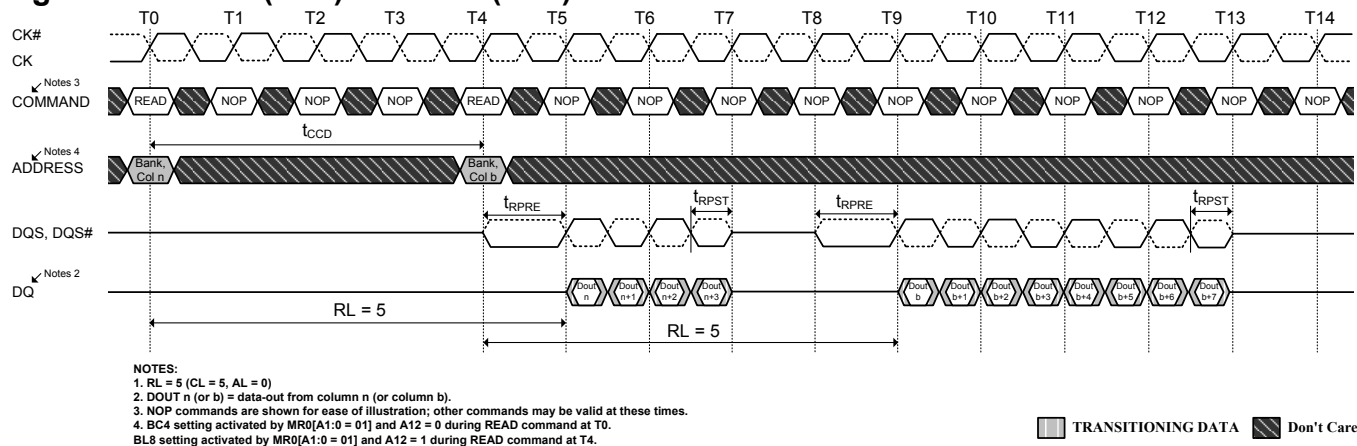 T0 T1 T2 T3 T4 T5 T6 T7 T8 T9 T10 T11 T12 T13 T14
CK#
CK
Notes 3
COMMAND READ NOP NOP NOP READ NOP NOP NOP NOP NOP NOP NOP NOP NOP NOP
tCCD
Notes 4
ADDRESS
Bank, Col n
Bank, Col b
tRPRE tRPST tRPRE tRPST
DQS, DQS#
Notes 2
DQ
Dout n Dout n+1 Dout n+2 Dout n+3 Dout b Dout b+1 Dout b+2 Dout b+3 Dout b+4 Dout b+5 Dout b+6 Dout b+7
RL = 5
RL = 5
NOTES:
1. RL = 5 (CL = 5, AL = 0)
2. DOUT n (or b) = data-out from column n (or column b).
3. NOP commands are shown for ease of illustration; other commands may be valid at these times.
4. BC4 setting activated by MR0[A1:0 = 01] and A12 = 0 during READ command at T0.
BL8 setting activated by MR0[A1:0 = 01] and A12 = 1 during READ command at T4.
TRANSITIONING DATA Don't Care